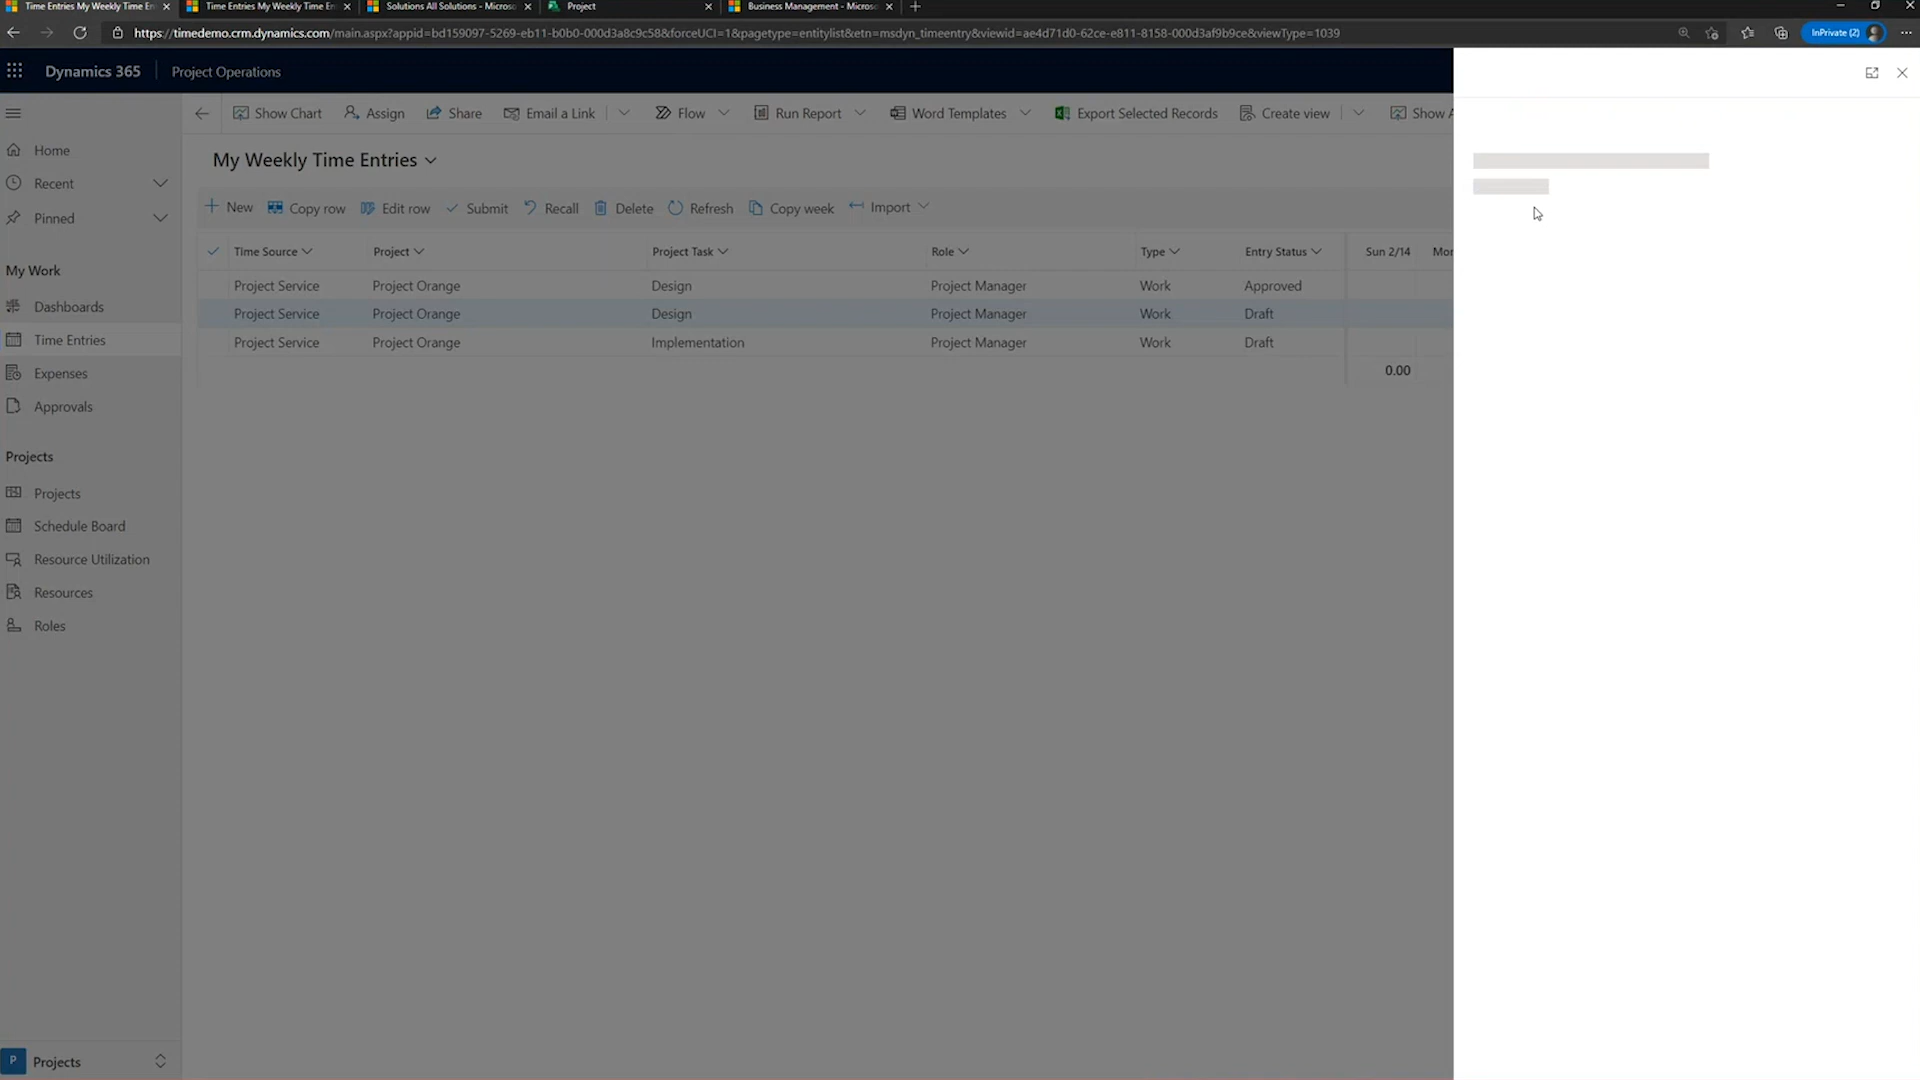 Time Entries My Weekly Time En
Time Entries My Weekly Time En
Solutions All Solutions - Microso
Project
Business Management - Microso
https://timedemo.crm.dynamics.com/main.aspx?appid=bd159097-5269-eb11-b0b0-000d3a8c9c58&forceUCI=1&pagetype=entitylist&etn=msdyn_timeentry&viewid=ae4d71d0-62ce-e811-8158-000d3af9b9ce&viewType=1039
InPrivate (2)
Dynamics 365
Project Operations
Show Chart
Assign
Share
Email a Link
Flow
Run Report
Word Templates
Export Selected Records
Create view
Show A
Home
Recent
Pinned
My Work
Dashboards
Time Entries
Expenses
Approvals
Projects
Projects
Schedule Board
Resource Utilization
Resources
Roles
P Projects
My Weekly Time Entries
New
Copy row
Edit row
Submit
Recall
Delete
Refresh
Copy week
Import
Time Source Project Project Task Role Type Entry Status Sun 2/14 Mon
Project Service Project Orange Design Project Manager Work Approved
Project Service Project Orange Design Project Manager Work Draft
Project Service Project Orange Implementation Project Manager Work Draft
0.00